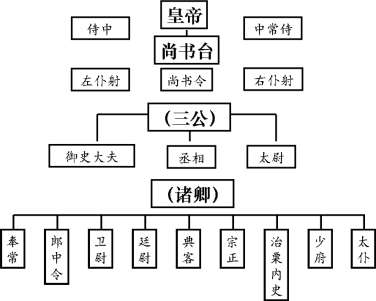 皇帝
侍中 中常侍
尚书台
左仆射 尚书令 右仆射
(三公)
御史大夫 丞相 太尉
(诸卿)
奉常 郎中令 卫尉 廷尉 典客 宗正 治粟内史 少府 太仆